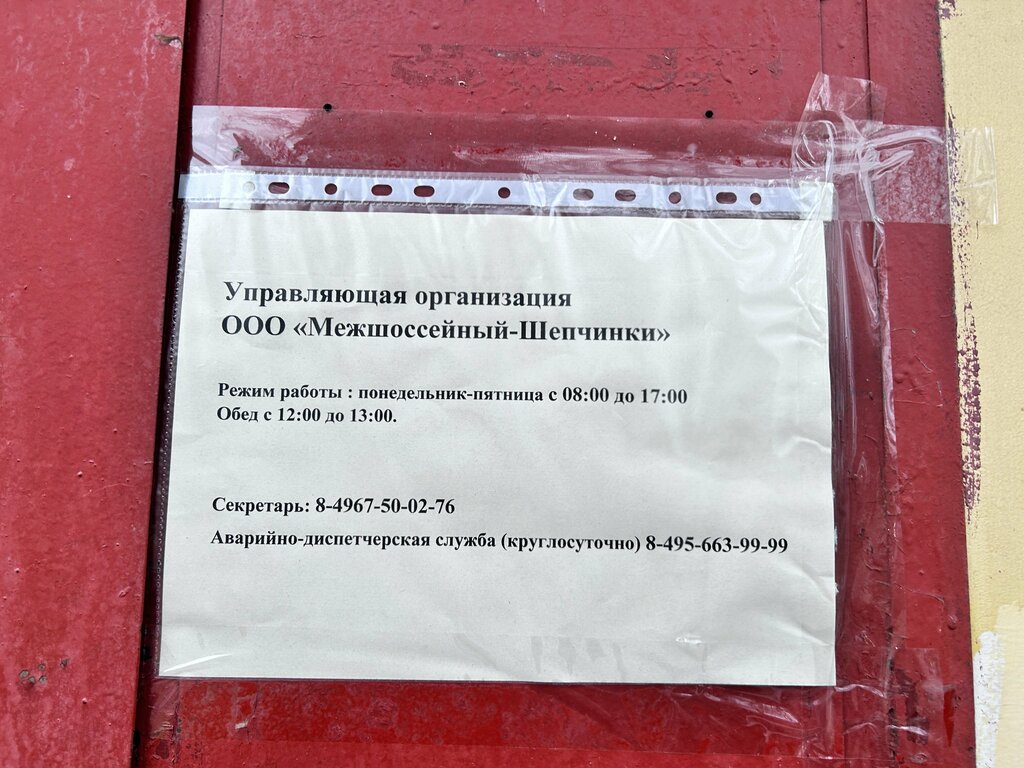 Управляющая организация
ООО «Межшоссейный-Шепчинки»
Режим работы : понедельник-пятница с 08:00 до 17:00
Обед с 12:00 до 13:00.
Секретарь: 8-4967-50-02-76
Аварийно-диспетчерская служба (круглосуточно) 8-495-663-99-99